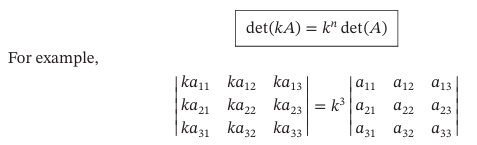 det(kA) = kⁿ det(A)
For example,
|ka₁₁ ka₁₂ ka₁₃| |a₁₁ a₁₂ a₁₃|
|ka₂₁ ka₂₂ ka₂₃| = k³ |a₂₁ a₂₂ a₂₃|
|ka₃₁ ka₃₂ ka₃₃| |a₃₁ a₃₂ a₃₃|